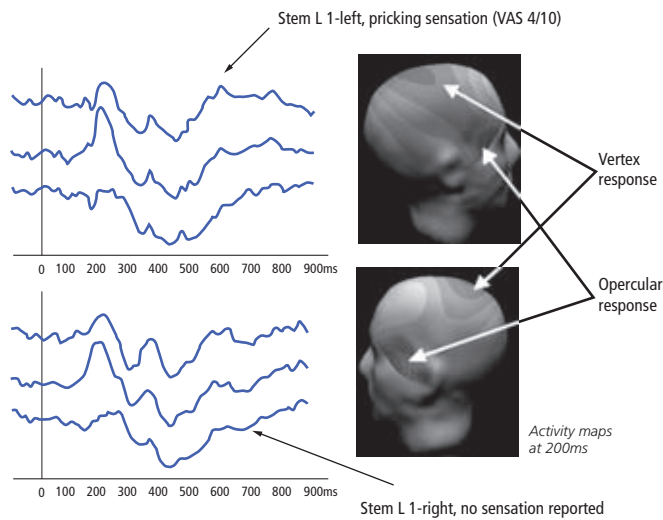 Stem L 1-left, pricking sensation (VAS 4/10)
0 100 200 300 400 500 600 700 800 900ms
Vertex
response
Opercular
response
0 100 200 300 400 500 600 700 800 900ms
Activity maps
at 200ms
Stem L 1-right, no sensation reported